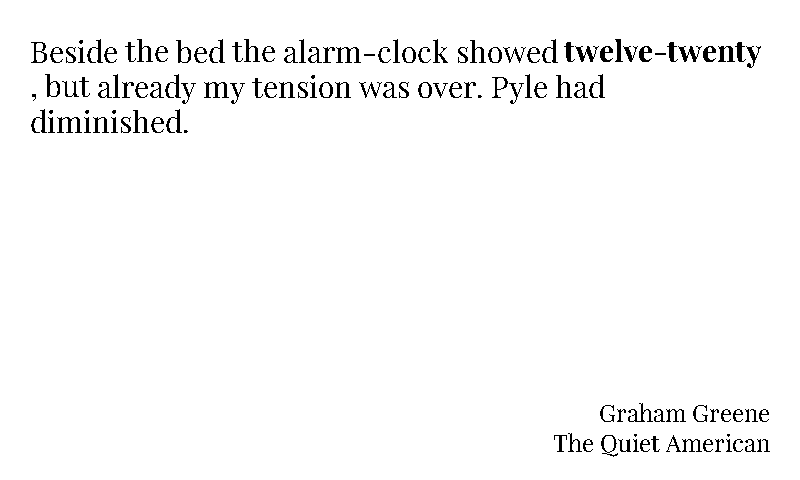 Beside the bed the alarm-clock showed twelve-twenty
, but already my tension was over. Pyle had
diminished.
Graham Greene
The Quiet American